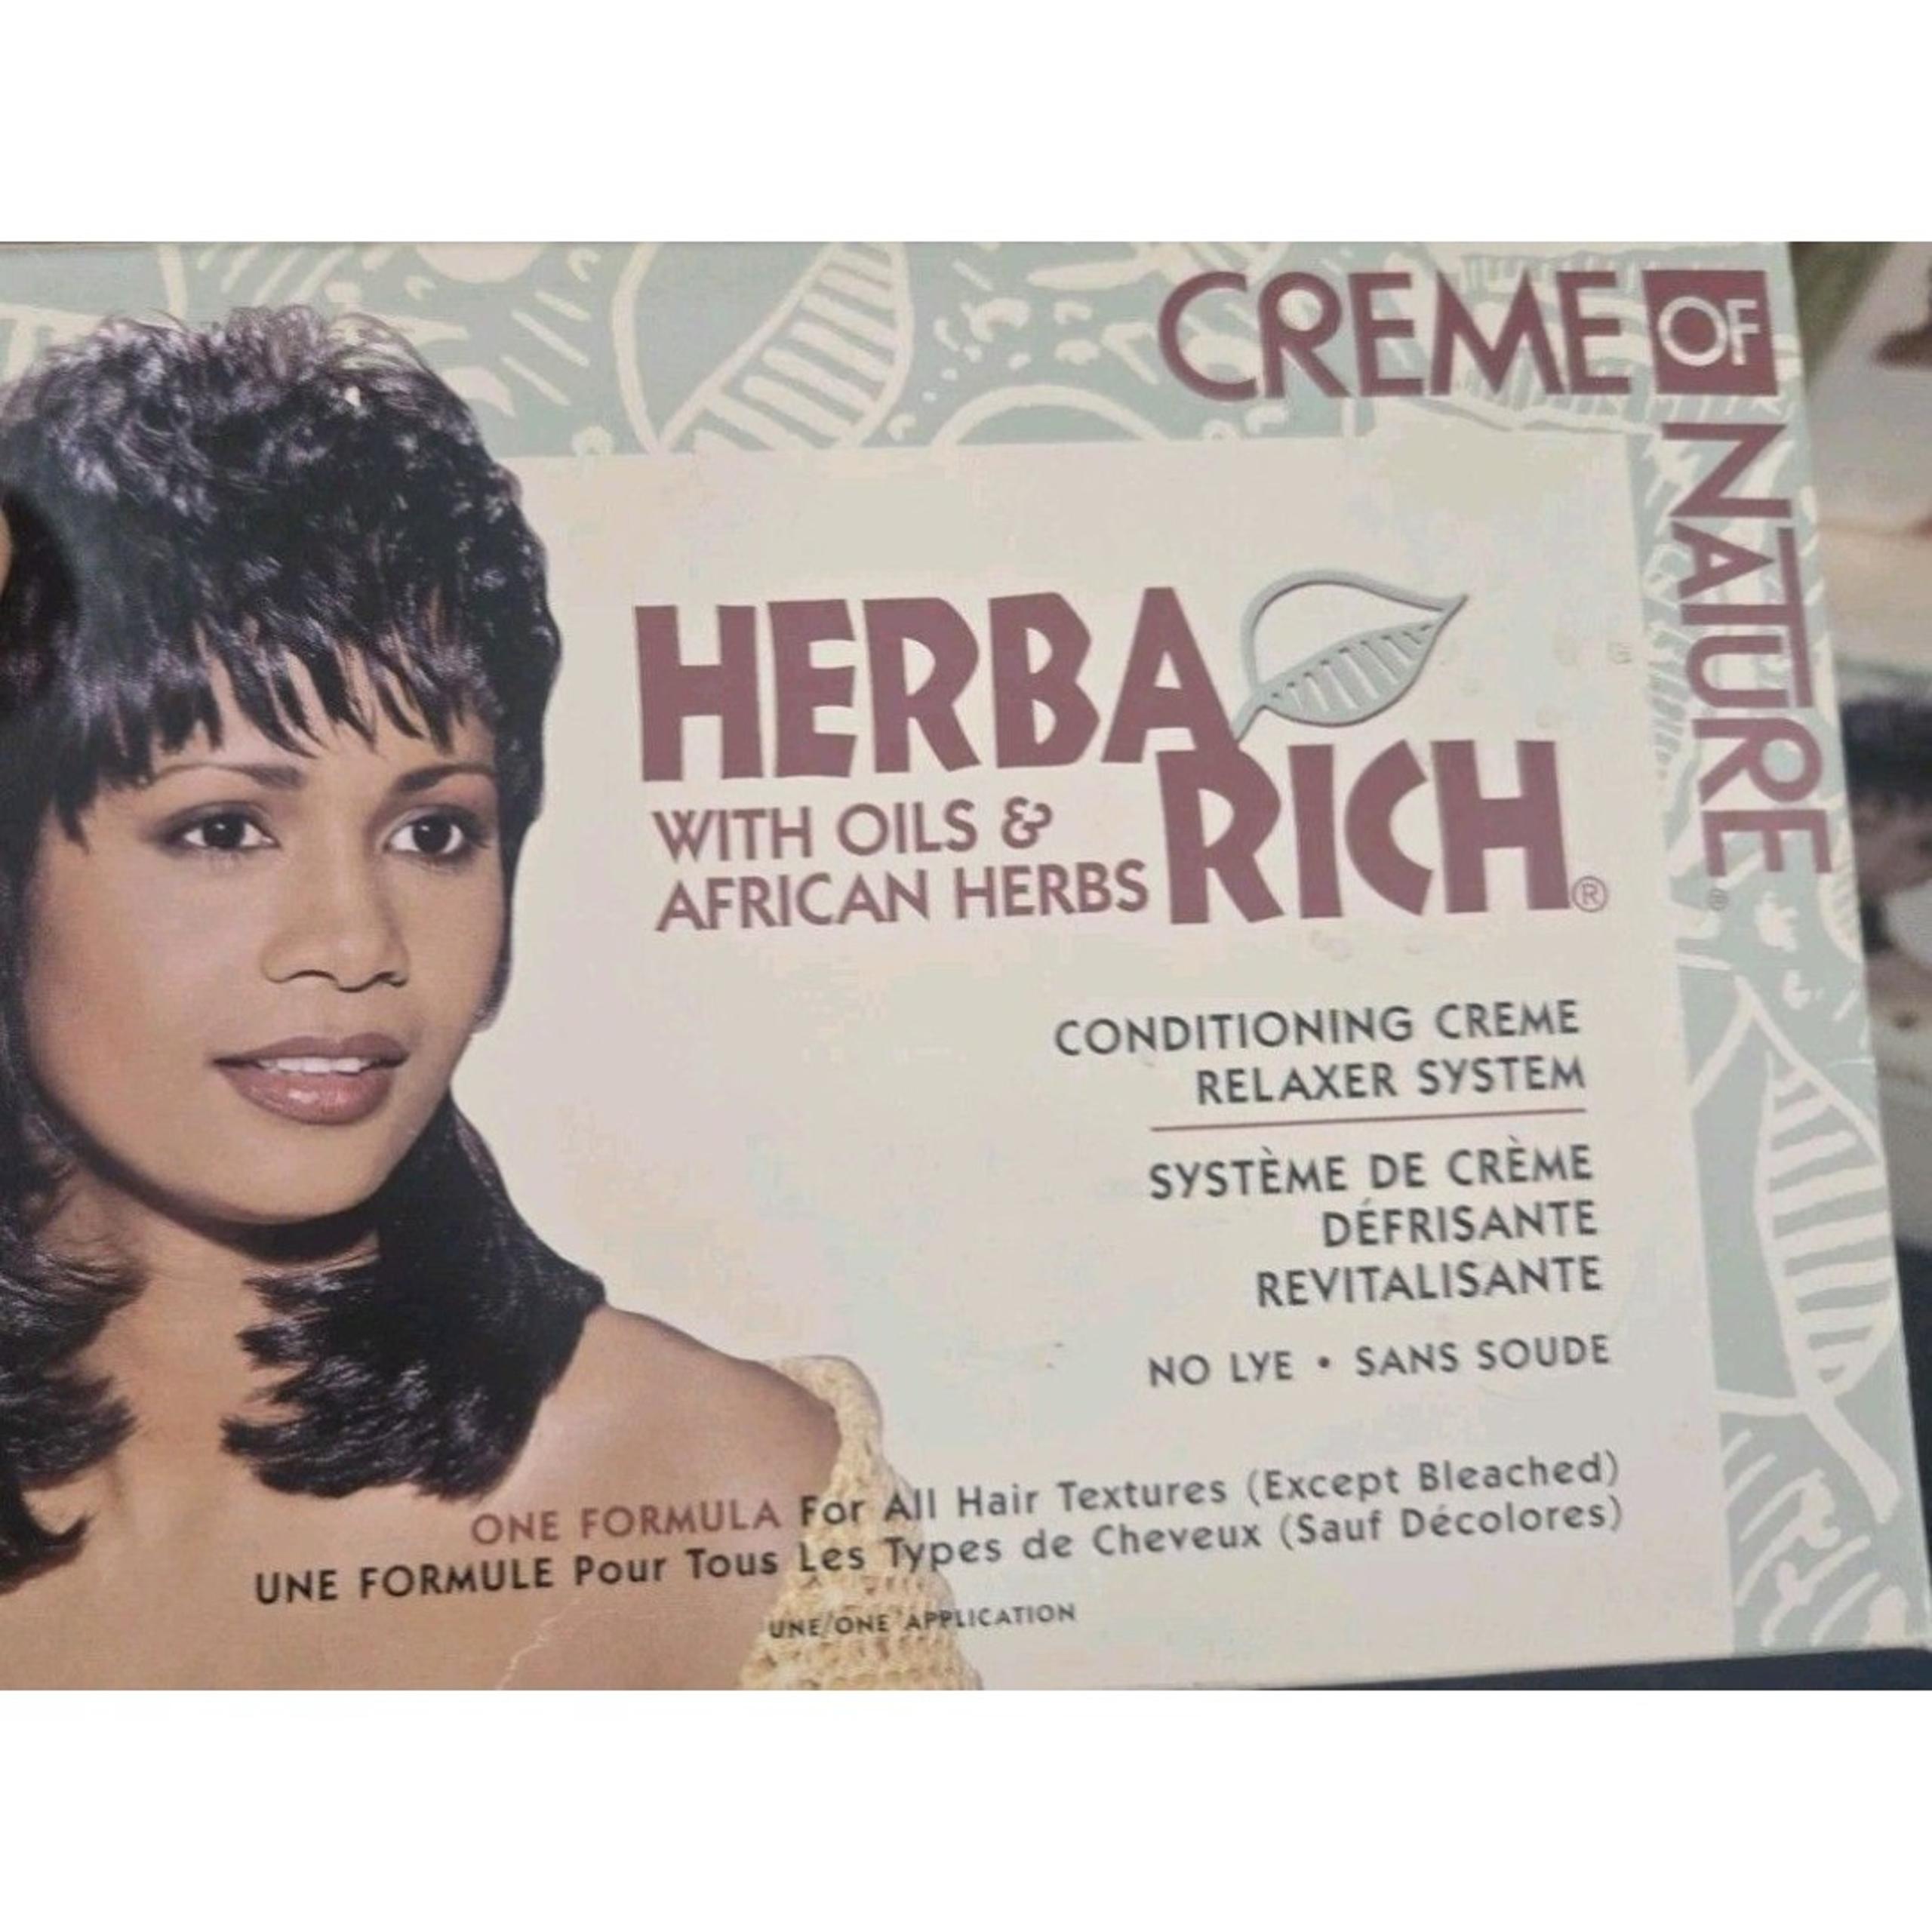 CREME OF
NATURE®
HERBA
RICH®
WITH OILS &
AFRICAN HERBS
CONDITIONING CREME
RELAXER SYSTEM
SYSTÈME DE CRÈME
DÉFRISANTE
REVITALISANTE
NO LYE • SANS SOUDE
ONE FORMULA For All Hair Textures (Except Bleached)
UNE FORMULE Pour Tous Les Types de Cheveux (Sauf Décolores)
UNE/ONE APPLICATION